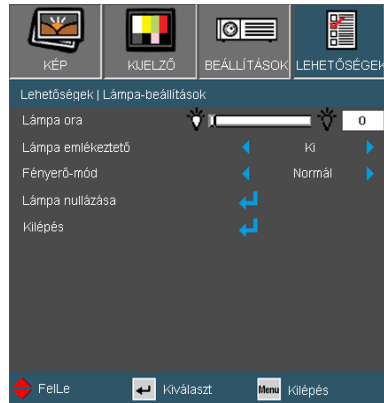 KÉP KIJELZŐ BEÁLLÍTÁSOK LEHETŐSÉGEK
Lehetőségek | Lámpa-beállítások
Lámpa ora 0
Lámpa emlékeztető Ki
Fényerő-mód Normál
Lámpa nullázása
Kilépés
FelLe Kiválaszt Menu Kilépés